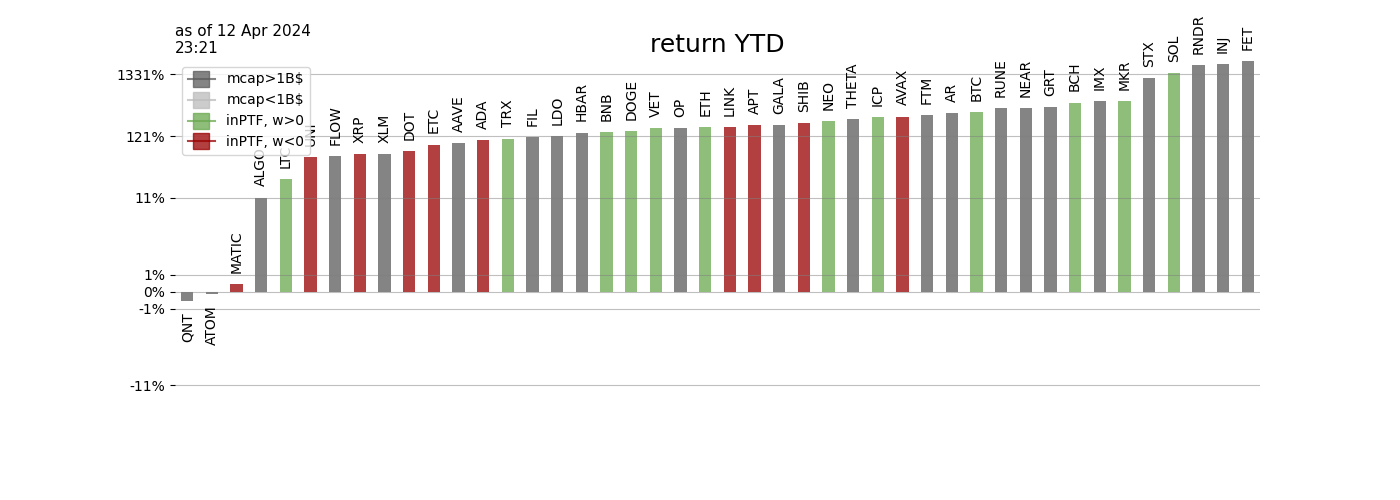 as of 12 Apr 2024
23:21
return YTD
mcap>1B$
mcap<1B$
inPTF, w>0
inPTF, w<0
1331%
121%
11%
1%
0%
-1%
-11%
QNT
ATOM
MATIC
ALGO
LTC
UNI
FLOW
XRP
XLM
DOT
ETC
AAVE
ADA
TRX
FIL
LDO
HBAR
BNB
DOGE
VET
OP
ETH
LINK
APT
GALA
SHIB
NEO
THETA
ICP
AVAX
FTM
AR
BTC
RUNE
NEAR
GRT
BCH
IMX
MKR
STX
SOL
RNDR
INJ
FET